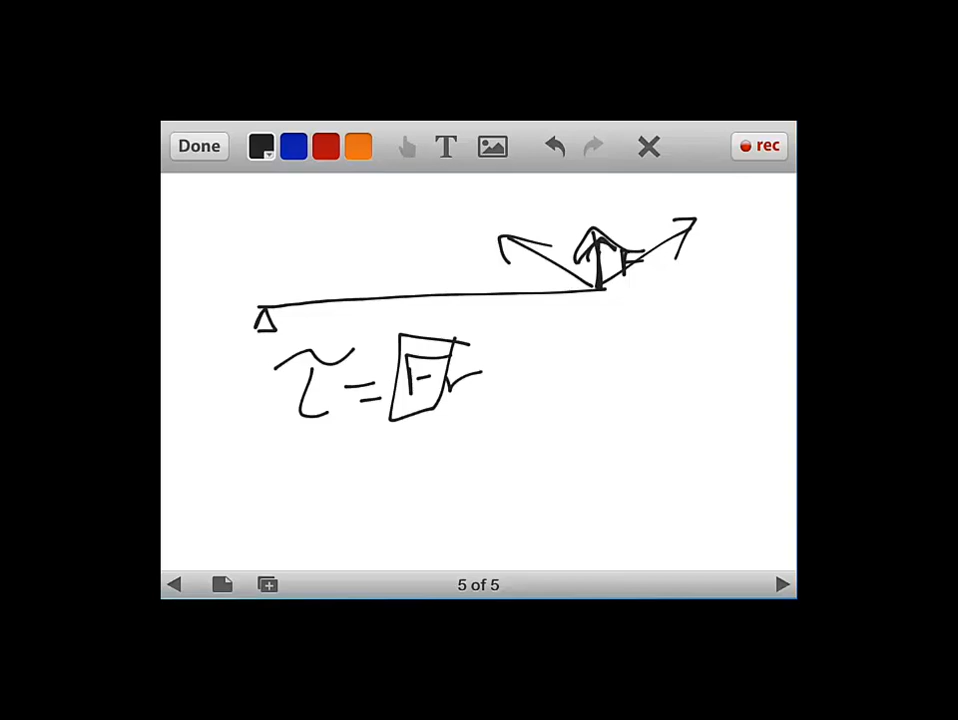 Done
T
rec
F
τ = Fr
5 of 5